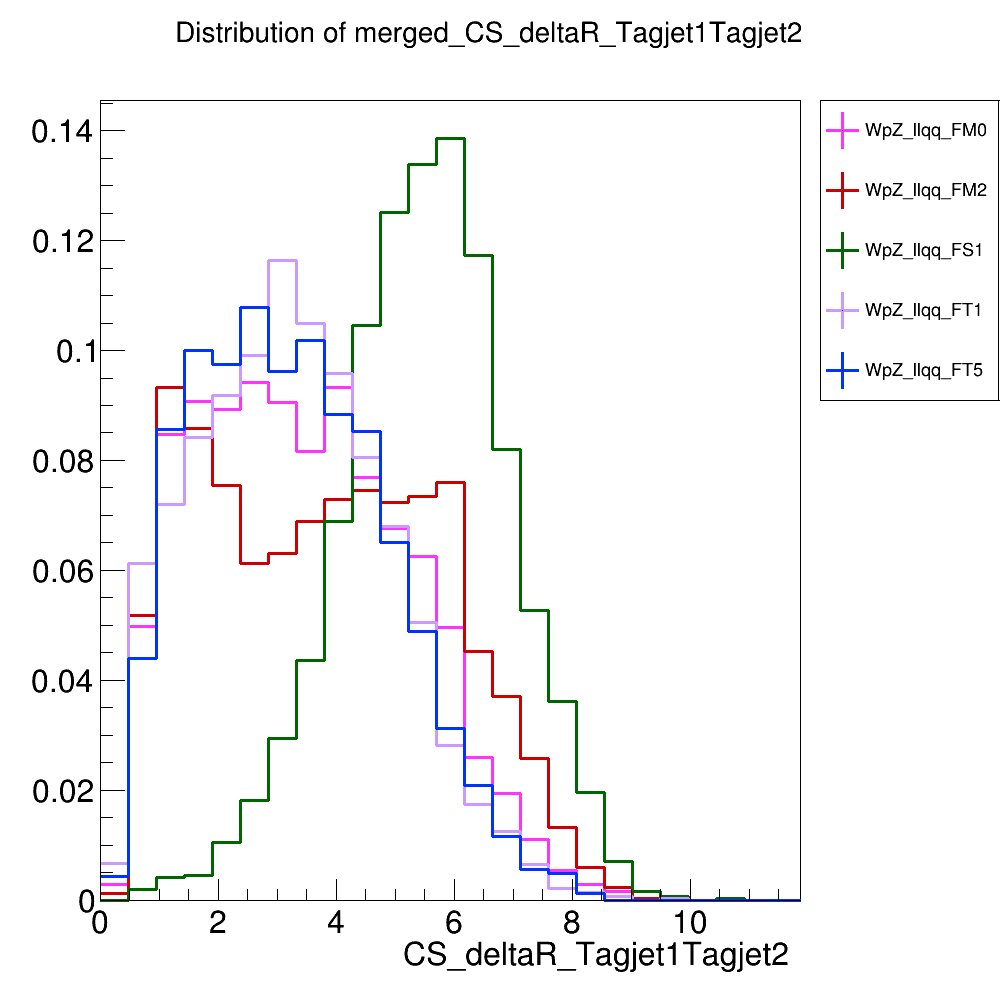 Distribution of merged_CS_deltaR_Tagjet1Tagjet2
0.14
0.12
0.1
0.08
0.06
0.04
0.02
0
0 2 4 6 8 10
CS_deltaR_Tagjet1Tagjet2
WpZ_llqq_FM0
WpZ_llqq_FM2
WpZ_llqq_FS1
WpZ_llqq_FT1
WpZ_llqq_FT5